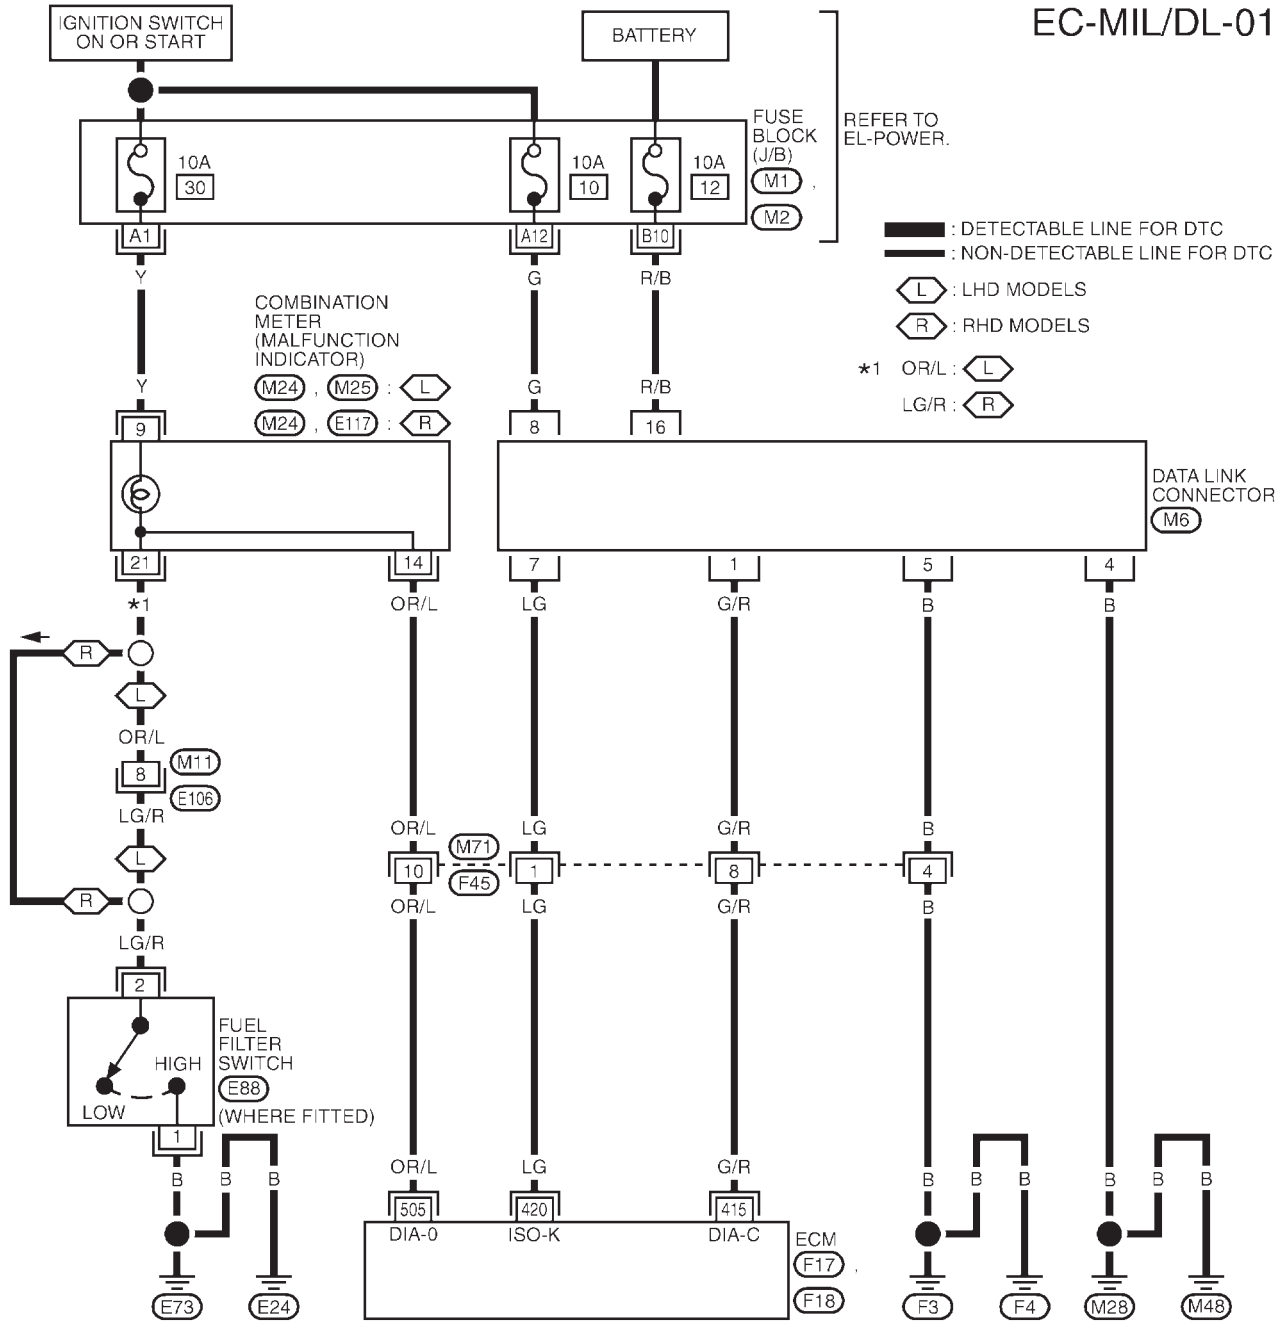 EC-MIL/DL-01
IGNITION SWITCH
ON OR START
BATTERY
REFER TO
EL-POWER.
FUSE
BLOCK
(J/B)
M1 ,
M2
10A
30
10A
10
10A
12
A1
A12
B10
: DETECTABLE LINE FOR DTC
: NON-DETECTABLE LINE FOR DTC
L : LHD MODELS
R : RHD MODELS
*1 OR/L : L
LG/R : R
Y
G
R/B
COMBINATION
METER
(MALFUNCTION
INDICATOR)
M24 , M25 : L
M24 , E117 : R
Y
G
R/B
9
8
16
DATA LINK
CONNECTOR
M6
21
14
7
1
5
4
*1
OR/L
LG
G/R
B
B
R
L
OR/L
8
M11
E106
LG/R
L
R
LG/R
OR/L
LG
G/R
B
M71
F45
10
1
8
4
OR/L
LG
G/R
B
2
FUEL
FILTER
SWITCH
E88
(WHERE FITTED)
HIGH
LOW
1
B
B
B
OR/L
LG
G/R
B
B
B
B
B
B
505
420
415
DIA-0
ISO-K
DIA-C
ECM
F17 ,
F18
E73
E24
F3
F4
M28
M48